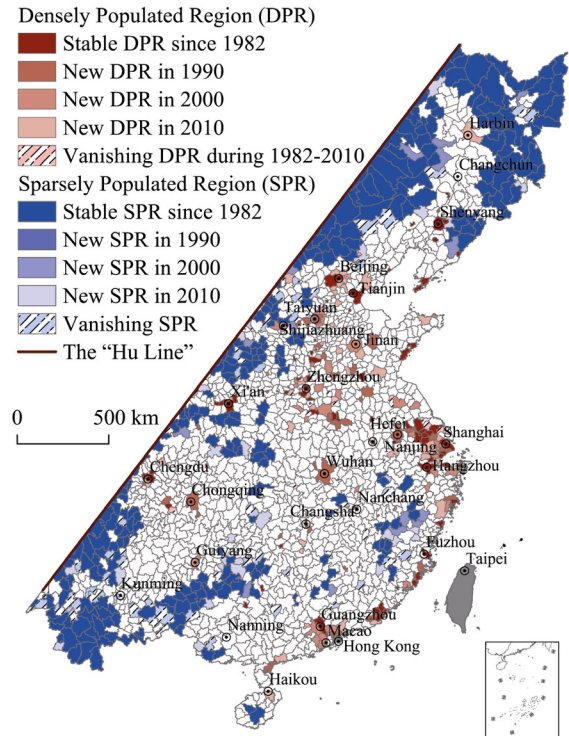 Densely Populated Region (DPR)
Stable DPR since 1982
New DPR in 1990
New DPR in 2000
New DPR in 2010
Vanishing DPR during 1982-2010
Sparsely Populated Region (SPR)
Stable SPR since 1982
New SPR in 1990
New SPR in 2000
New SPR in 2010
Vanishing SPR
The “Hu Line”
0 500 km
Harbin
Changchun
Shenyang
Beijing
Tianjin
Taiyuan
Shijiazhuang
Jinan
Zhengzhou
Xi'an
Hefei
Nanjing
Shanghai
Hangzhou
Wuhan
Chengdu
Chongqing
Nanchang
Changsha
Guiyang
Fuzhou
Taipei
Kunming
Nanning
Guangzhou
Macao
Hong Kong
Haikou